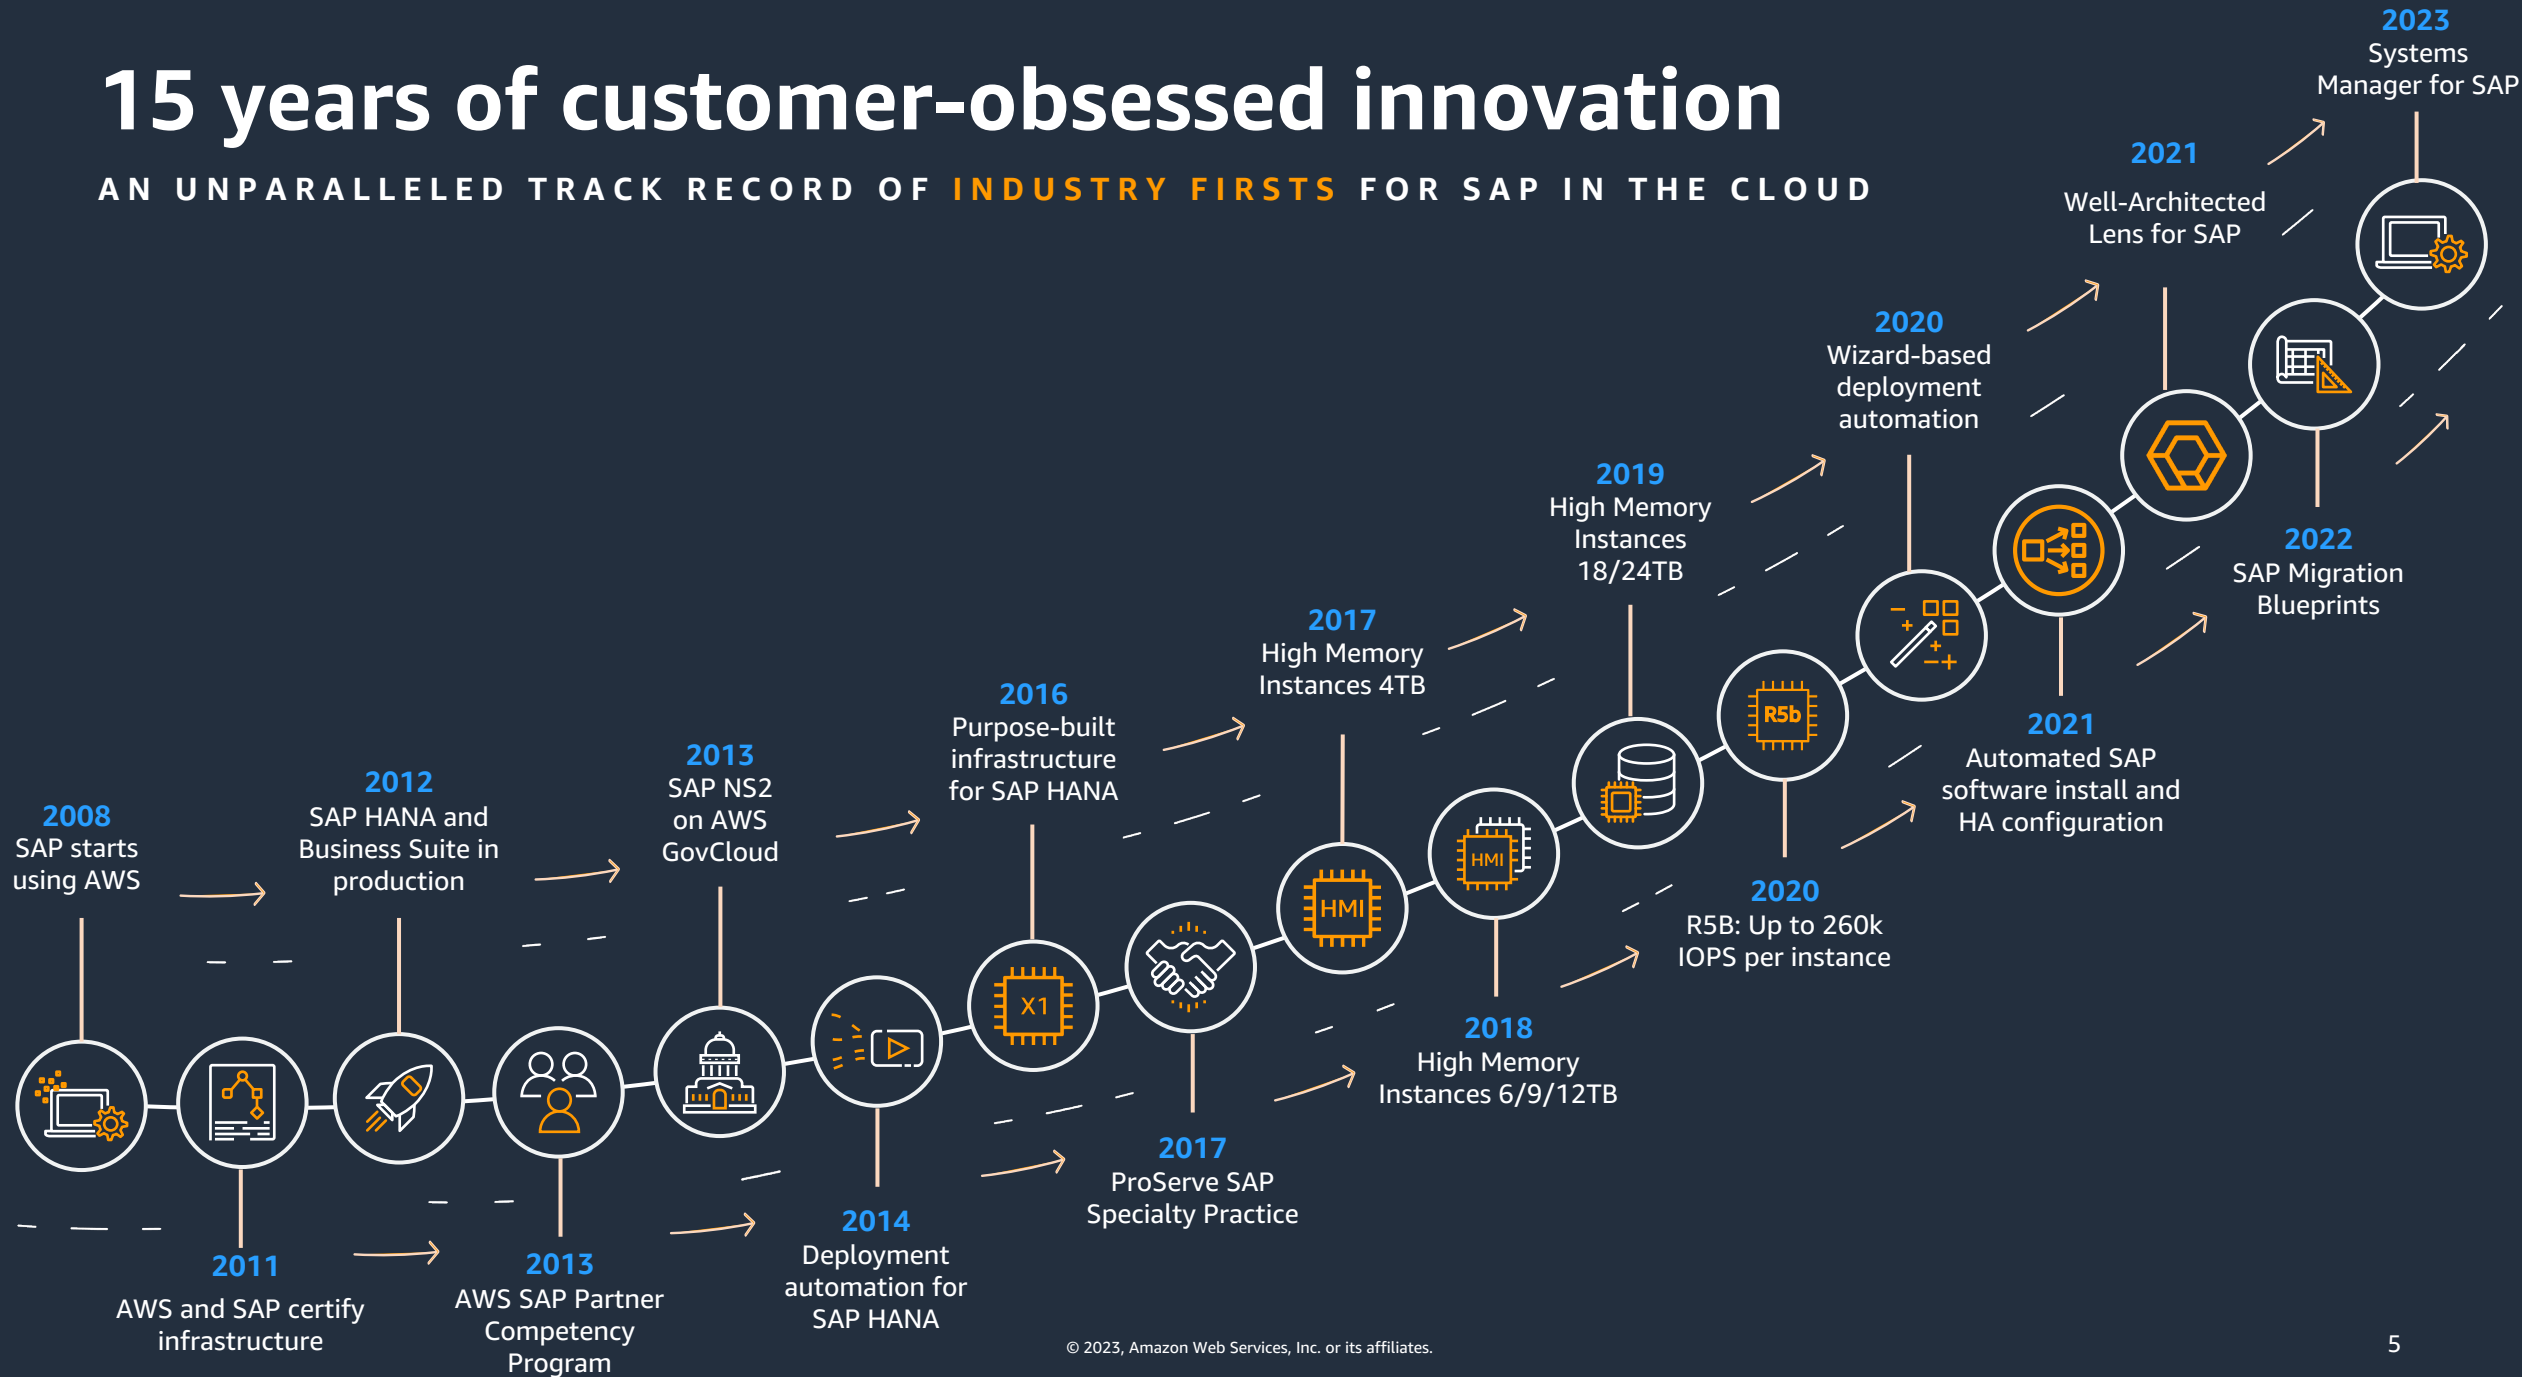 15 years of customer-obsessed innovation
AN UNPARALLELED TRACK RECORD OF INDUSTRY FIRSTS FOR SAP IN THE CLOUD
2008
SAP starts
using AWS
2011
AWS and SAP certify
infrastructure
2012
SAP HANA and
Business Suite in
production
2013
AWS SAP Partner
Competency
Program
2013
SAP NS2
on AWS
GovCloud
2014
Deployment
automation for
SAP HANA
2016
Purpose-built
infrastructure
for SAP HANA
X1
2017
ProServe SAP
Specialty Practice
2017
High Memory
Instances 4TB
HMI
2018
High Memory
Instances 6/9/12TB
HMI
2019
High Memory
Instances
18/24TB
2020
R5B: Up to 260k
IOPS per instance
R5b
2020
Wizard-based
deployment
automation
2021
Automated SAP
software install and
HA configuration
2021
Well-Architected
Lens for SAP
2022
SAP Migration
Blueprints
2023
Systems
Manager for SAP
© 2023, Amazon Web Services, Inc. or its affiliates.
5